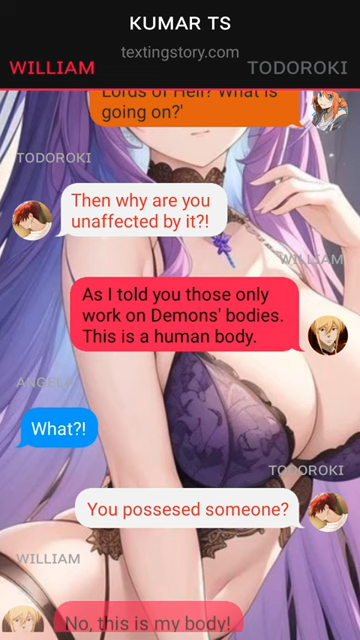 KUMAR TS
textingstory.com
WILLIAM TODOROKI
Lords of Hell? What is
going on?'
TODOROKI
Then why are you
unaffected by it?!
WILLIAM
As I told you those only
work on Demons' bodies.
This is a human body.
ANGELA
What?!
TODOROKI
You possesed someone?
WILLIAM
No, this is my body!